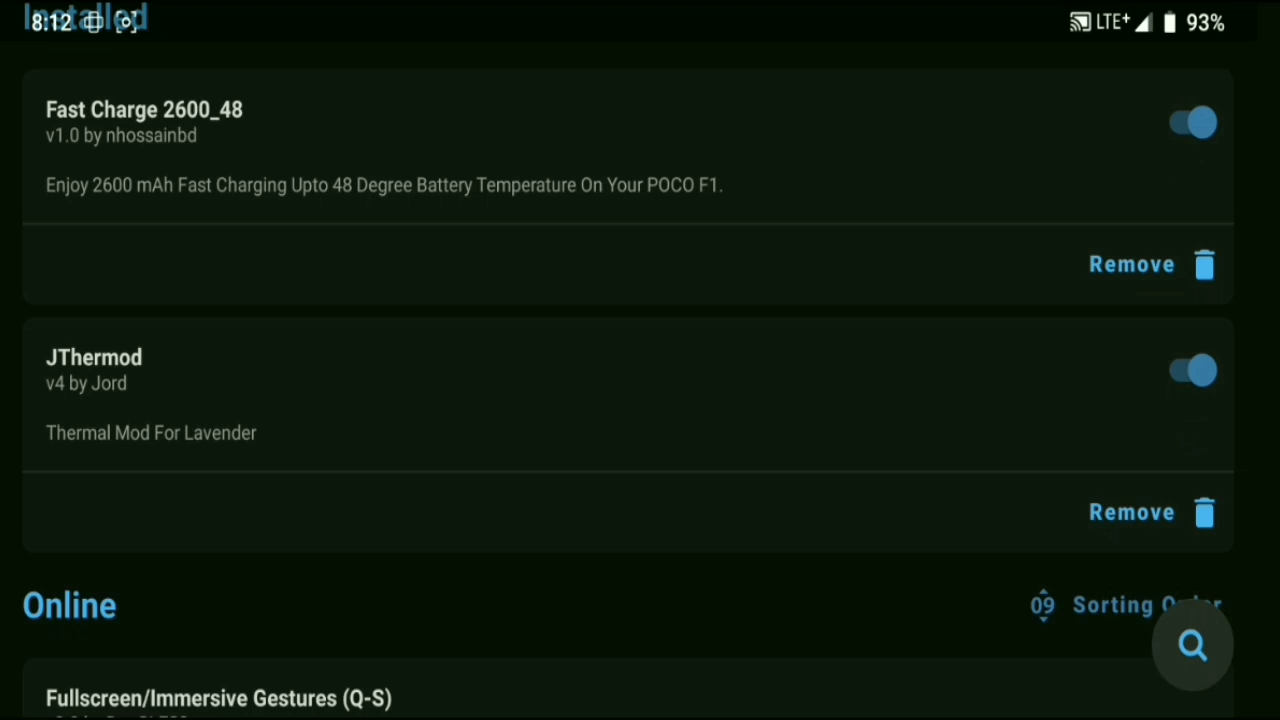 Installed
8:12 LTE+ 93%
Fast Charge 2600_48
v1.0 by nhossainbd
Enjoy 2600 mAh Fast Charging Upto 48 Degree Battery Temperature On Your POCO F1.
Remove
JThermod
v4 by Jord
Thermal Mod For Lavender
Remove
Online
09 Sorting
Fullscreen/Immersive Gestures (Q-S)